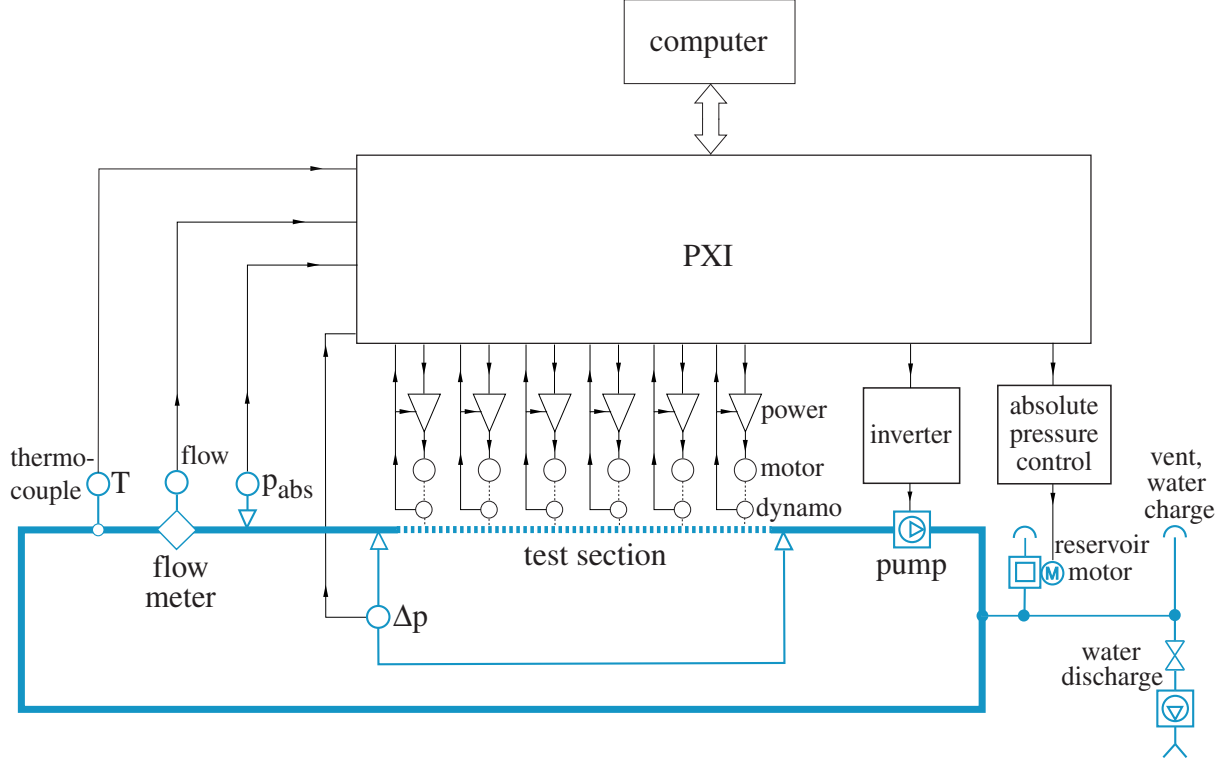 computer
PXI
power
motor
dynamo
inverter
absolute
pressure
control
thermo-
couple
T
flow
pabs
vent,
water
charge
flow
meter
test section
pump
reservoir
motor
M
Δp
water
discharge